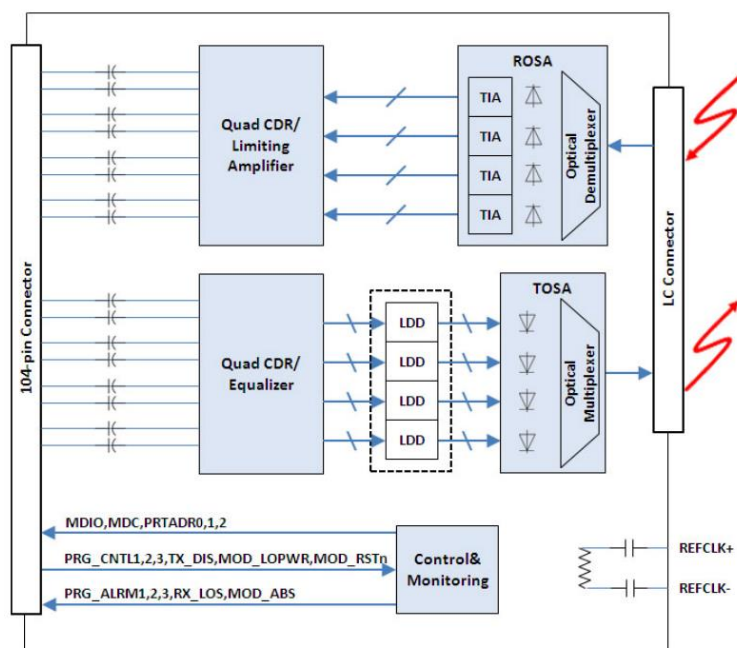 104-pin Connector
Quad CDR/
Limiting
Amplifier
ROSA
TIA
TIA
TIA
TIA
Optical
Demultiplexer
LC Connector
Quad CDR/
Equalizer
LDD
LDD
LDD
LDD
TOSA
Optical
Multiplexer
MDIO,MDC,PRTADR0,1,2
PRG_CNTL1,2,3,TX_DIS,MOD_LOPWR,MOD_RSTn
PRG_ALRM1,2,3,RX_LOS,MOD_ABS
Control&
Monitoring
REFCLK+
REFCLK-